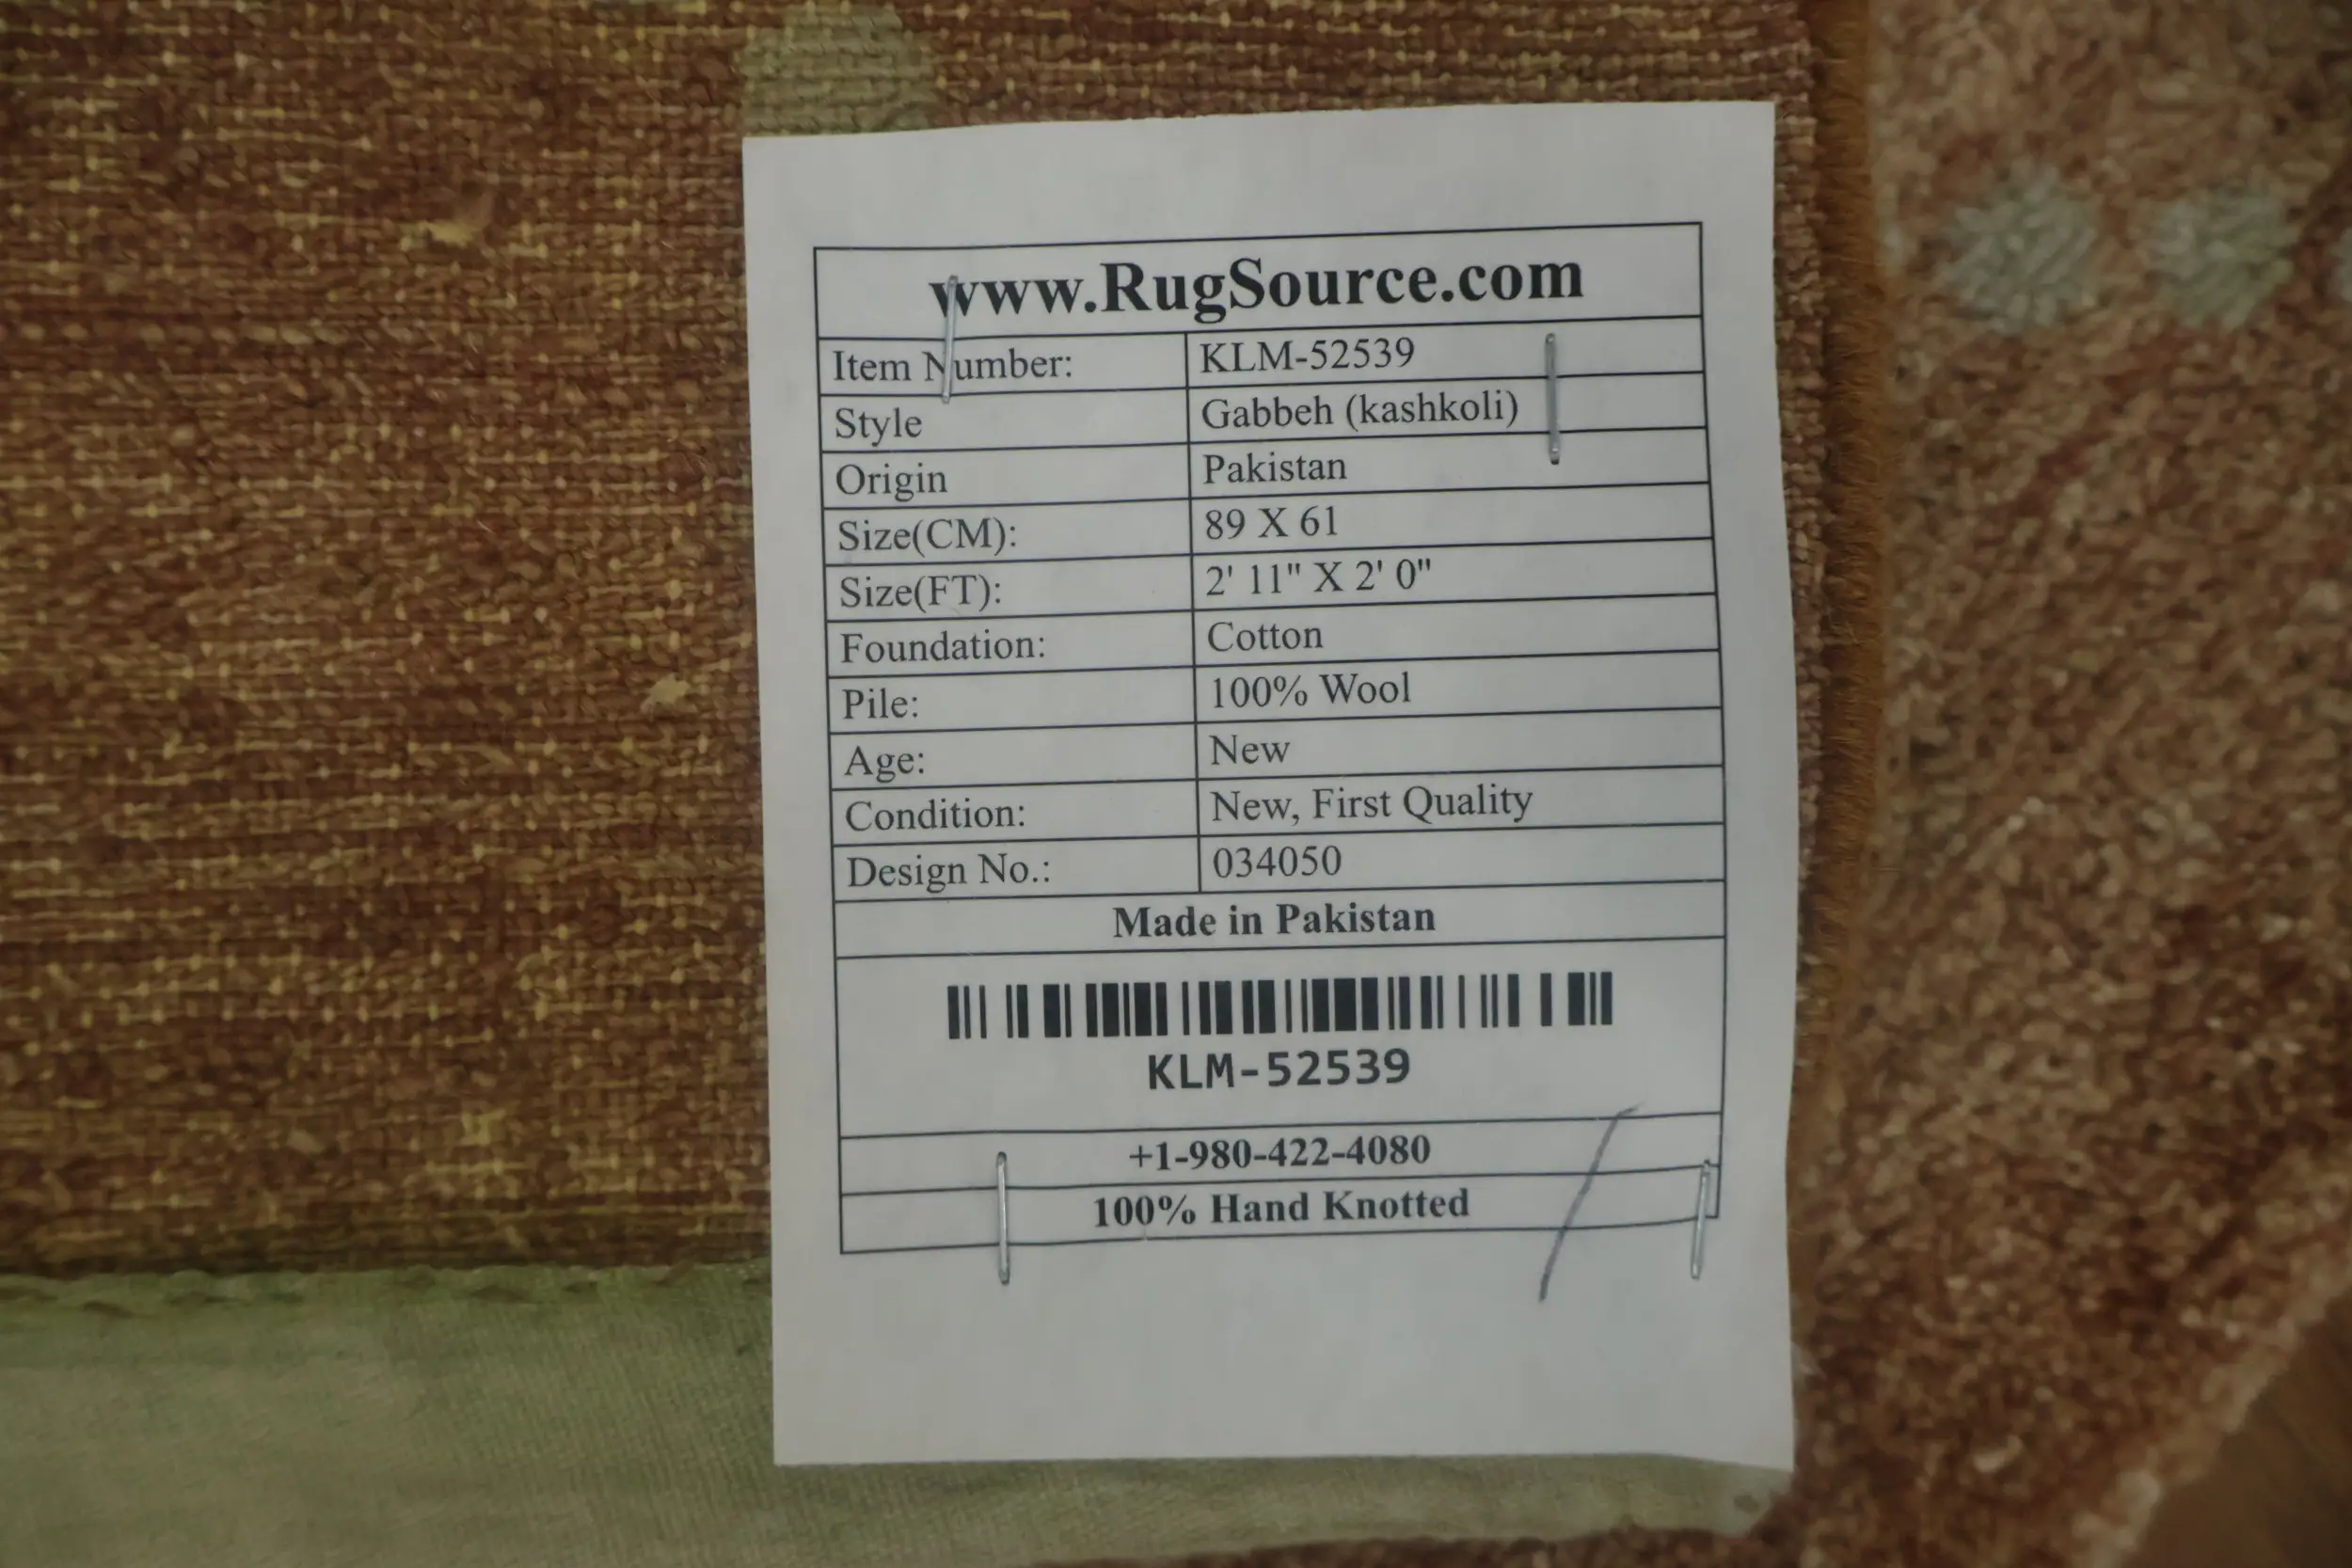 www.RugSource.com
Item Number: KLM-52539
Style Gabbeh (kashkoli)
Origin Pakistan
Size(CM): 89 X 61
Size(FT): 2' 11" X 2' 0"
Foundation: Cotton
Pile: 100% Wool
Age: New
Condition: New, First Quality
Design No.: 034050
Made in Pakistan
KLM-52539
+1-980-422-4080
100% Hand Knotted